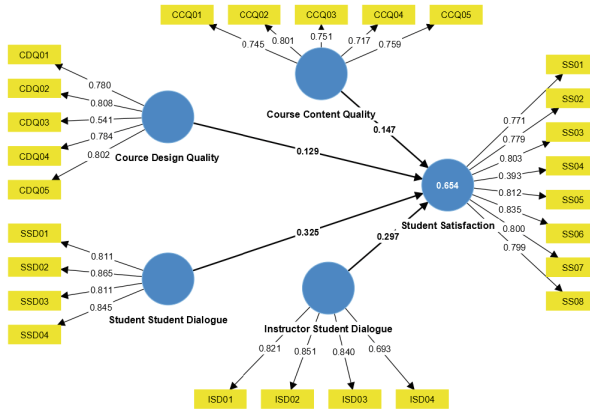 CCQ01
CCQ02
CCQ03
CCQ04
CCQ05
0.745
0.801
0.751
0.717
0.759
Course Content Quality
CDQ01
CDQ02
CDQ03
CDQ04
CDQ05
0.780
0.808
0.541
0.784
0.802
Cource Design Quality
0.147
0.129
0.325
0.297
SSD01
SSD02
SSD03
SSD04
0.811
0.865
0.811
0.845
Student Student Dialogue
Instructor Student Dialogue
0.821
0.851
0.840
0.693
ISD01
ISD02
ISD03
ISD04
0.654
Student Satisfaction
0.771
0.779
0.803
0.393
0.812
0.835
0.800
0.799
SS01
SS02
SS03
SS04
SS05
SS06
SS07
SS08